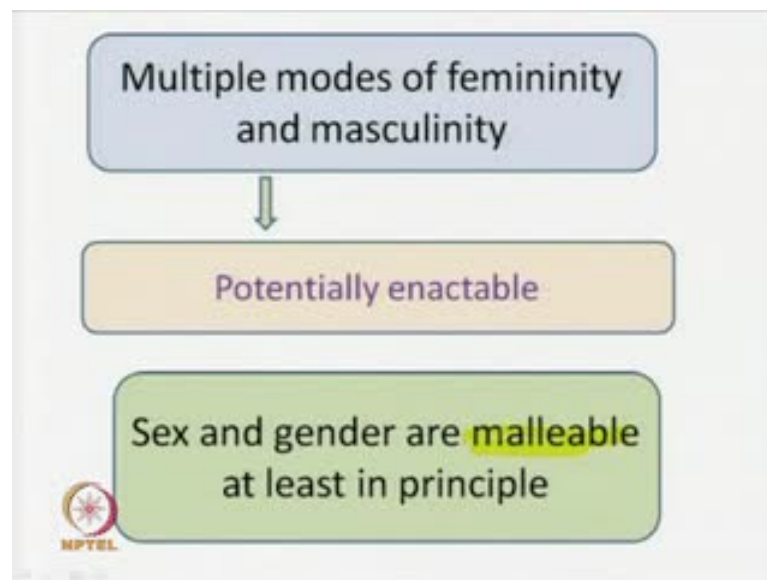 Multiple modes of femininity
and masculinity
Potentially enactable
Sex and gender are malleable
at least in principle
NPTEL